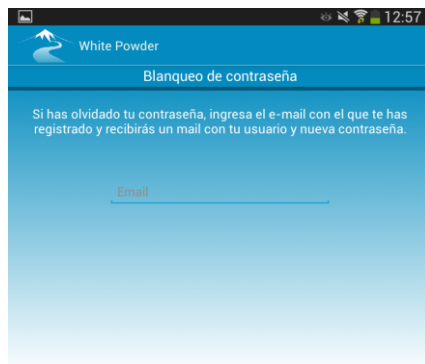 12:57
White Powder
Blanqueo de contraseña
Si has olvidado tu contraseña, ingresa el e-mail con el que te has
registrado y recibirás un mail con tu usuario y nueva contraseña.
Email